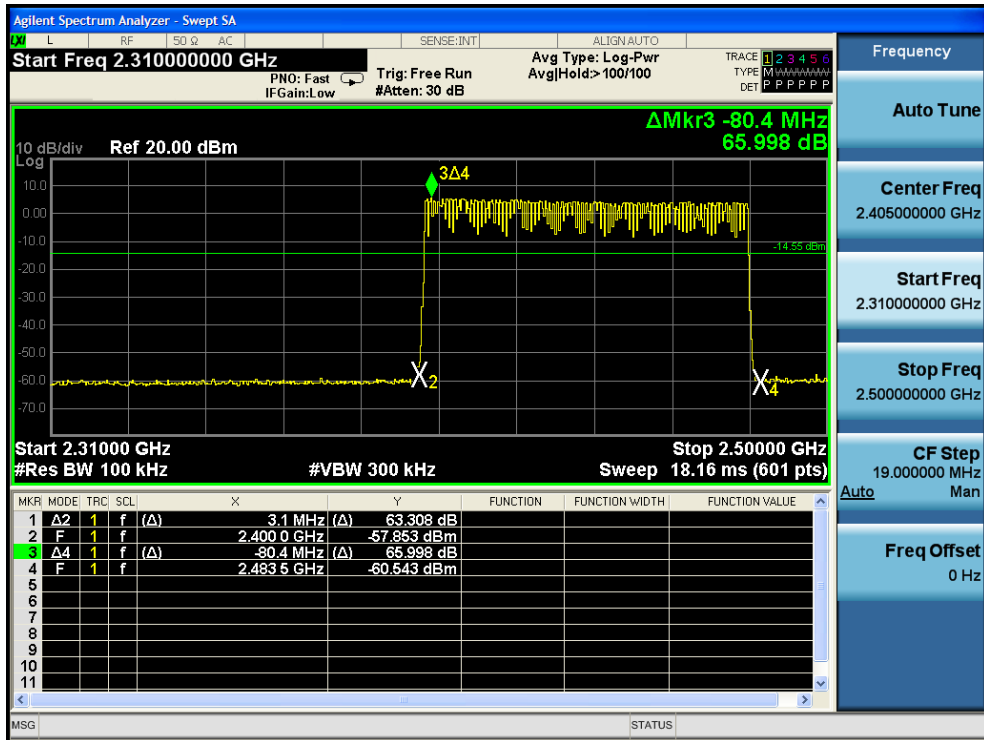 Agilent Spectrum Analyzer - Swept SA
LXI L RF 50 Ω AC SENSE:INT ALIGN AUTO
Start Freq 2.310000000 GHz
PNO: Fast
IFGain:Low
Trig: Free Run
#Atten: 30 dB
Avg Type: Log-Pwr
Avg|Hold:> 100/100
TRACE 1 2 3 4 5 6
TYPE M
DET P P P P P P
ΔMkr3 -80.4 MHz
65.998 dB
10 dB/div Ref 20.00 dBm
Log
10.0
0.00
-10.0
-20.0
-30.0
-40.0
-50.0
-60.0
-70.0
3Δ4
-14.55 dBm
2
4
Start 2.31000 GHz Stop 2.50000 GHz
#Res BW 100 kHz #VBW 300 kHz Sweep 18.16 ms (601 pts)
MKR MODE TRC SCL X Y FUNCTION FUNCTION WIDTH FUNCTION VALUE
1 Δ2 1 f (Δ) 3.1 MHz (Δ) 63.308 dB
2 F 1 f 2.400 0 GHz -57.853 dBm
3 Δ4 1 f (Δ) -80.4 MHz (Δ) 65.998 dB
4 F 1 f 2.483 5 GHz -60.543 dBm
5
6
7
8
9
10
11
MSG STATUS
Frequency
Auto Tune
Center Freq
2.405000000 GHz
Start Freq
2.310000000 GHz
Stop Freq
2.500000000 GHz
CF Step
19.000000 MHz
Auto Man
Freq Offset
0 Hz